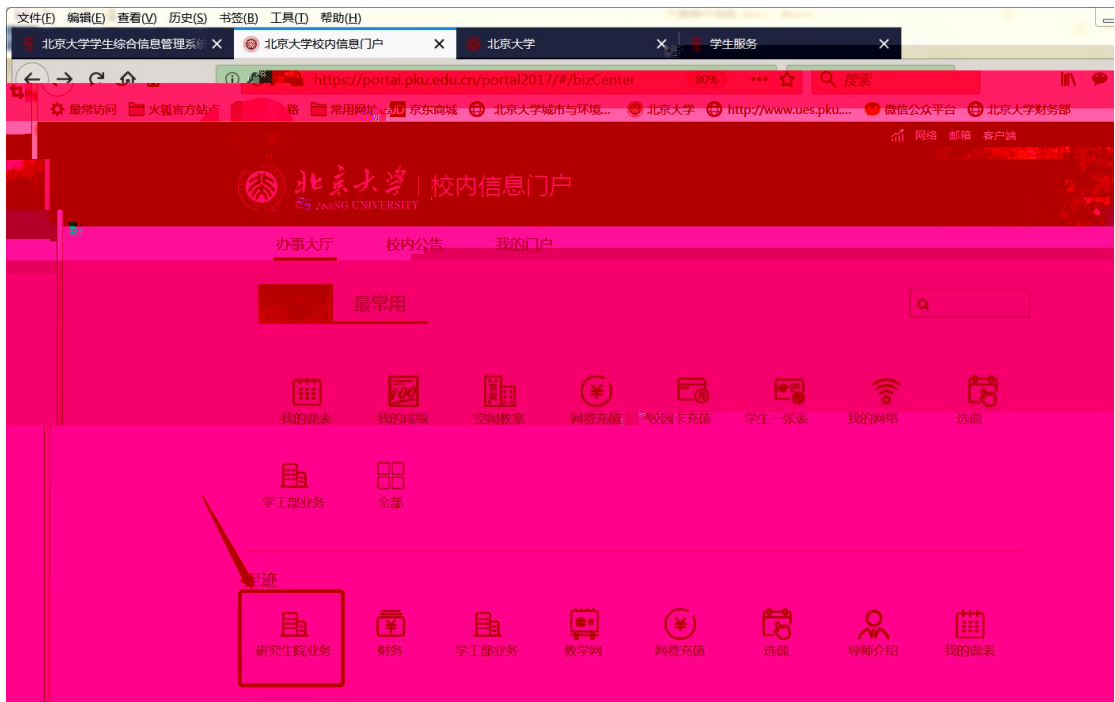 文件(F) 编辑(E) 查看(V) 历史(S) 书签(B) 工具(T) 帮助(H)
北京大学学生综合信息管理系统 北京大学校内信息门户 北京大学 学生服务
https://portal.pku.edu.cn/portal2017/#/bizCenter 80% 搜索
最常访问 火狐官方站点 常用网址 JD 京东商城 北京大学城市与环境... 北京大学 http://www.ues.pku.... 微信公众平台 北京大学财务部
网络 邮箱 客户端
北京大学 校内信息门户
PEKING UNIVERSITY
办事大厅 校内公告 我的门户
最常用
我的课表 我的成绩 空闲教室 网费充值 校园卡充值 学生一张表 我的网络 选课
学工部业务 全部
足迹
研究生院业务 财务 学工部业务 教学网 网费充值 选课 导师介绍 我的课表